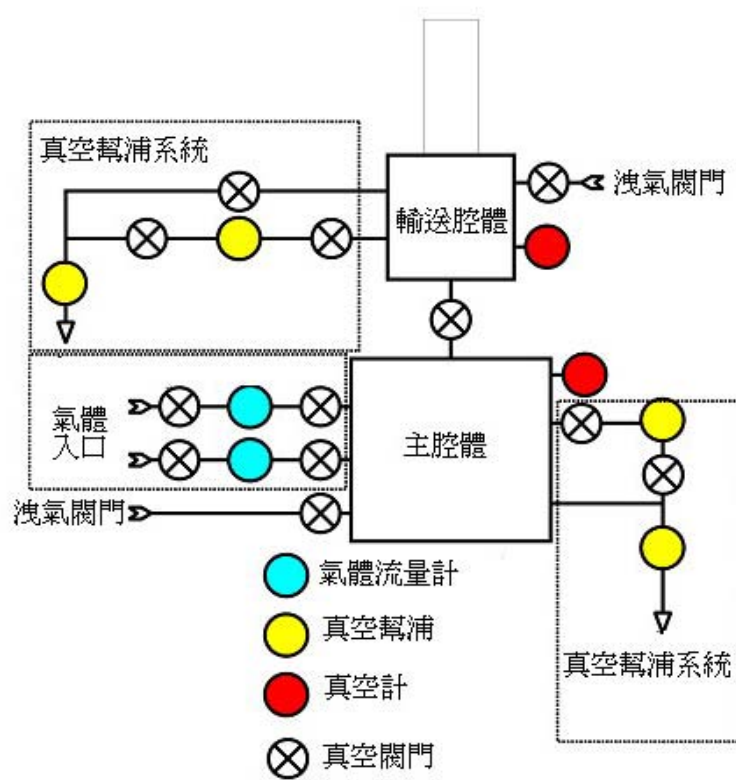 真空幫浦系統
洩氣閥門
輸送腔體
氣體
入口
主腔體
洩氣閥門
氣體流量計
真空幫浦
真空幫浦系統
真空計
真空閥門